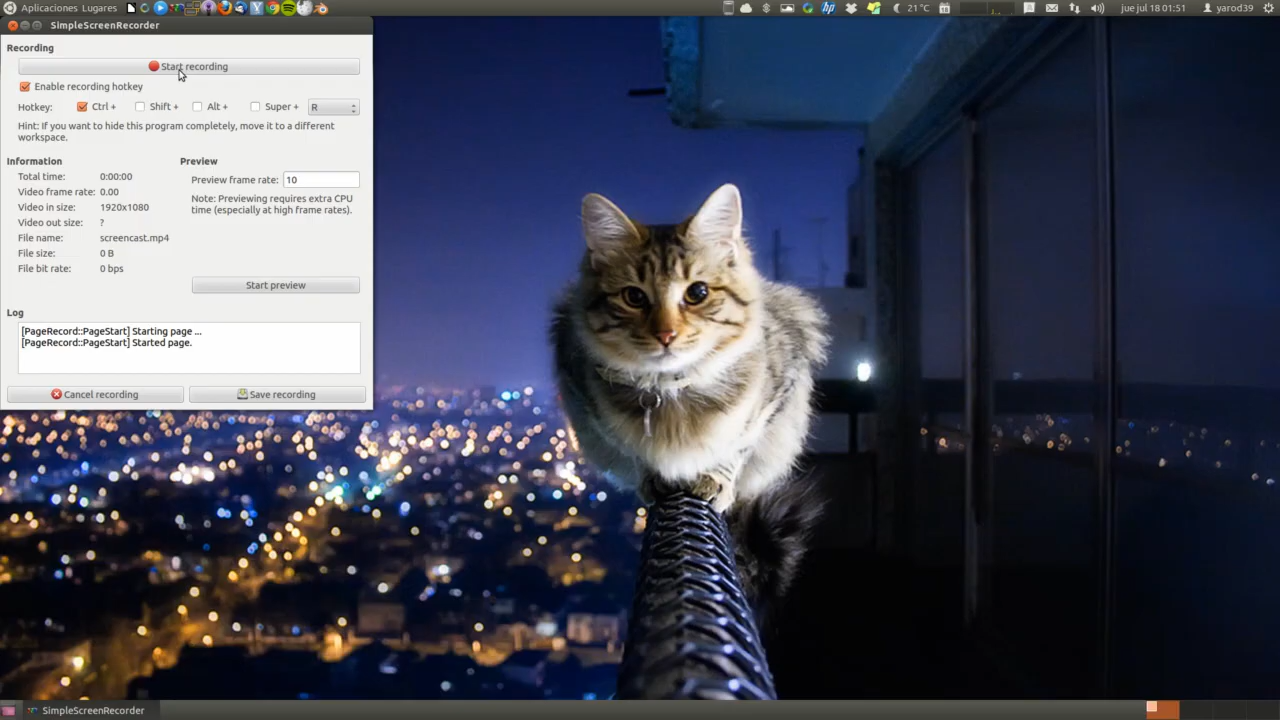 Aplicaciones Lugares
21°C
jue jul 18 01:51
yarod39
SimpleScreenRecorder
Recording
Start recording
Enable recording hotkey
Hotkey: Ctrl + Shift + Alt + Super + R
Hint: If you want to hide this program completely, move it to a different
workspace.
Information
Total time: 0:00:00
Video frame rate: 0.00
Video in size: 1920x1080
Video out size: ?
File name: screencast.mp4
File size: 0 B
File bit rate: 0 bps
Preview
Preview frame rate: 10
Note: Previewing requires extra CPU
time (especially at high frame rates).
Start preview
Log
[PageRecord::PageStart] Starting page ...
[PageRecord::PageStart] Started page.
Cancel recording
Save recording
SimpleScreenRecorder